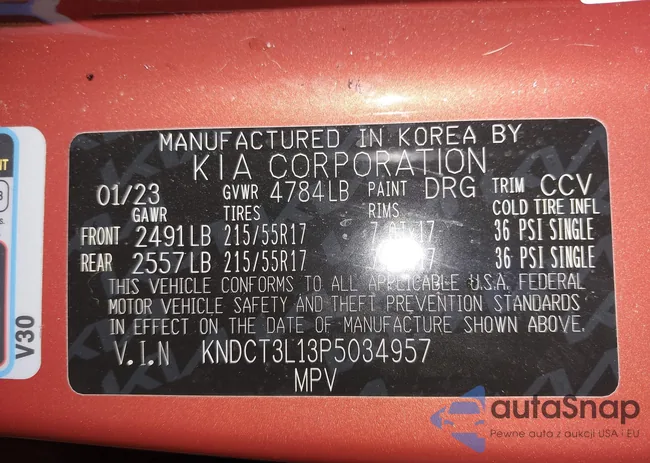 MANUFACTURED IN KOREA BY
KIA CORPORATION
01/23 GVWR 4784LB PAINT DRG TRIM CCV
GAWR TIRES RIMS COLD TIRE INFL
FRONT 2491LB 215/55R17 17 36 PSI SINGLE
REAR 2557LB 215/55R17 36 PSI SINGLE
THIS VEHICLE CONFORMS TO ALL APPLICABLE U.S.A. FEDERAL
MOTOR VEHICLE SAFETY AND THEFT PREVENTION STANDARDS
IN EFFECT ON THE DATE OF MANUFACTURE SHOWN ABOVE.
V.I.N KNDCT3L13P5034957
MPV
V30
autaSnap
Pewne auta z aukcji USA i EU